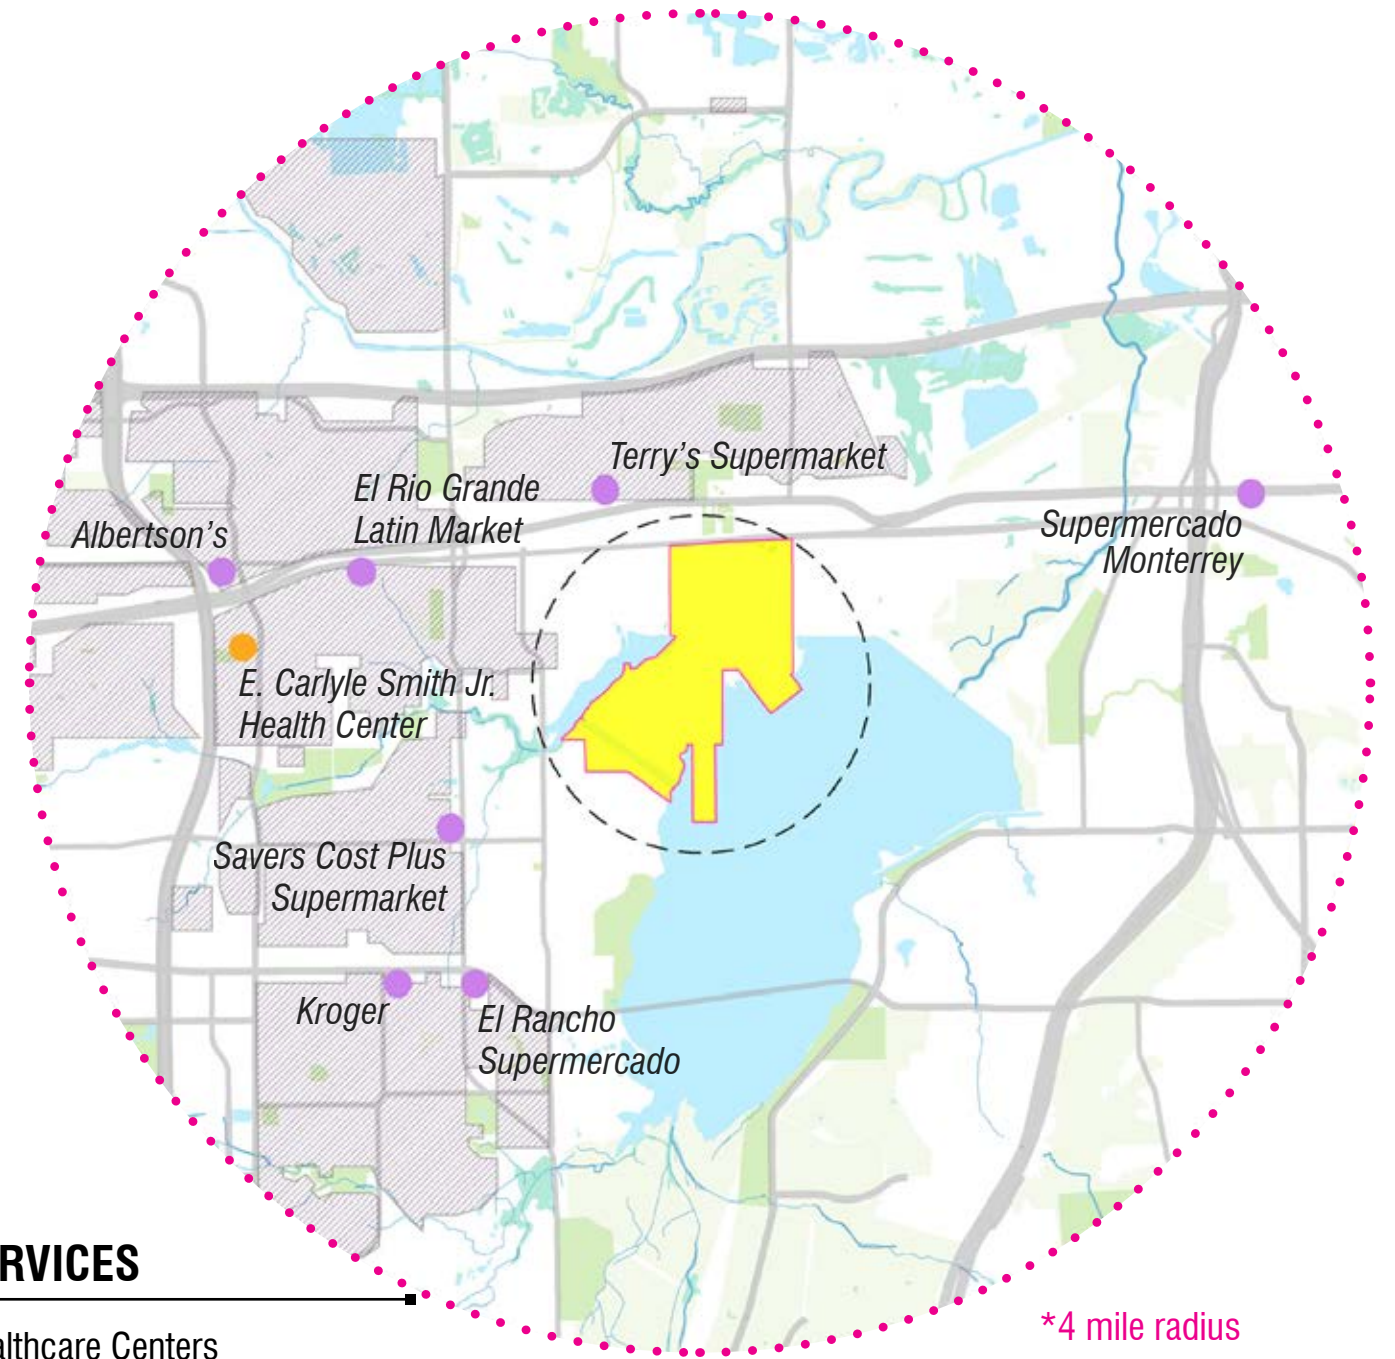 Terry's Supermarket
El Rio Grande
Latin Market
Albertson's
Supermercado
Monterrey
E. Carlyle Smith Jr.
Health Center
Savers Cost Plus
Supermarket
Kroger
El Rancho
Supermercado
RVICES
*4 mile radius
althcare Centers